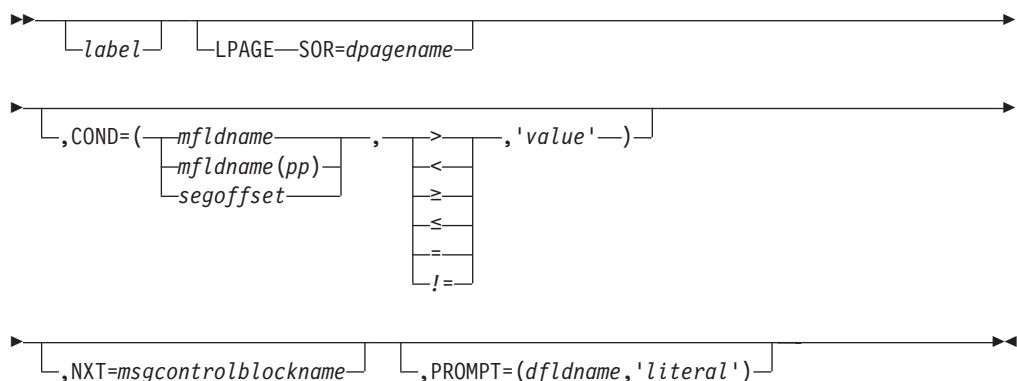 label LPAGE SOR=dpagename
,COND=( mfldname , > ,'value' )
mfldname(pp) <
segoffset ≥
≤
=
!=
,NXT=msgcontrolblockname ,PROMPT=(dfldname,'literal')